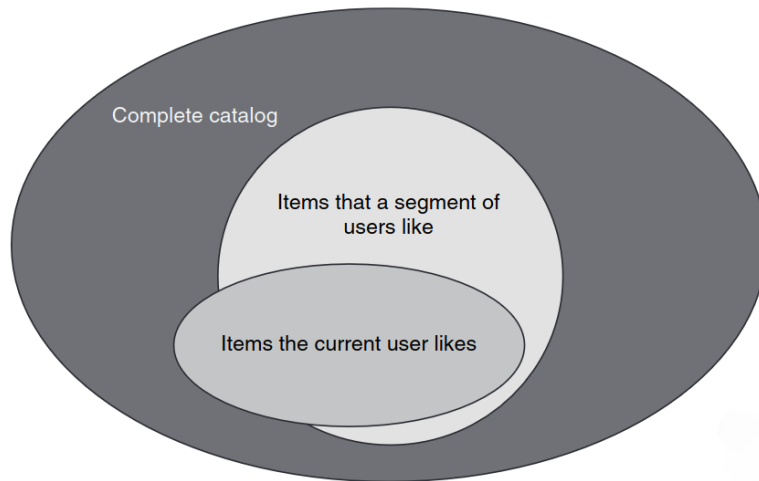 Complete catalog
Items that a segment of
users like
Items the current user likes